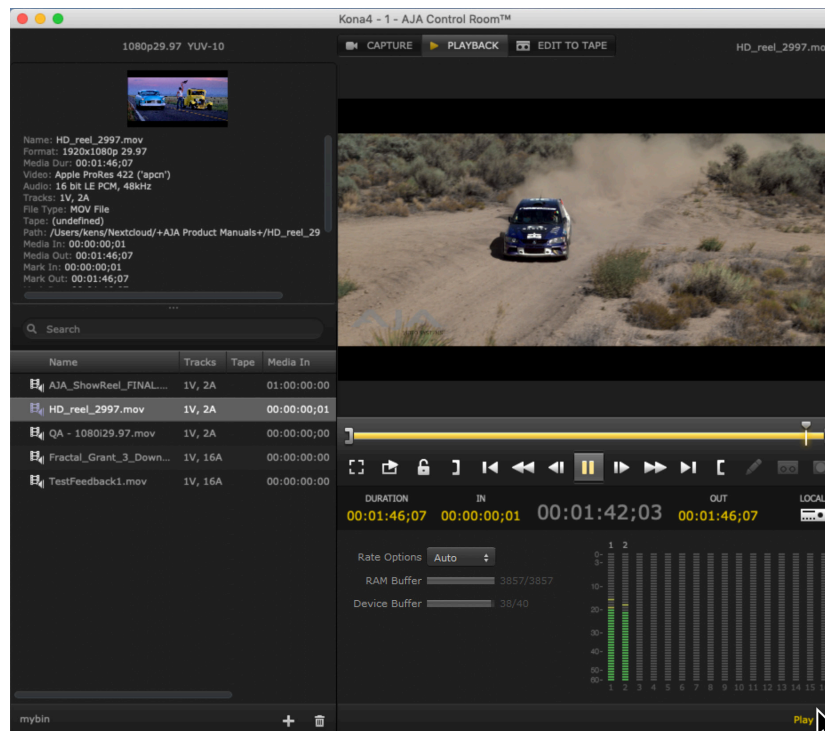 Kona4 - 1 - AJA Control Room™
1080p29.97 YUV-10
CAPTURE
PLAYBACK
EDIT TO TAPE
HD_reel_2997.mo
Name: HD_reel_2997.mov
Format: 1920x1080p 29.97
Media Dur: 00:01:46;07
Video: Apple ProRes 422 ('apcn')
Audio: 16 bit LE PCM, 48kHz
Tracks: 1V, 2A
File Type: MOV File
Tape: (undefined)
Path: /Users/kens/Nextcloud/+AJA Product Manuals+/HD_reel_29
Media In: 00:00:00;01
Media Out: 00:01:46;07
Mark In: 00:00:00;01
Mark Out: 00:01:46;07
AJA
Search
Name Tracks Tape Media In
AJA_ShowReel_FINAL.... 1V, 2A 01:00:00:00
HD_reel_2997.mov 1V, 2A 00:00:00;01
QA - 1080i29.97.mov 1V, 2A 00:00:00;00
Fractal_Grant_3_Down... 1V, 16A 00:00:00:00
TestFeedback1.mov 1V, 16A 00:00:00:00
DURATION IN OUT LOCAL
00:01:46;07 00:00:00;01 00:01:42;03 00:01:46;07
Rate Options Auto
RAM Buffer 3857/3857
Device Buffer 38/40
1 2
0-
3-
10-
20-
30-
40-
50-
60-
1 2 3 4 5 6 7 8 9 10 11 12 13 14 15
mybin
Play